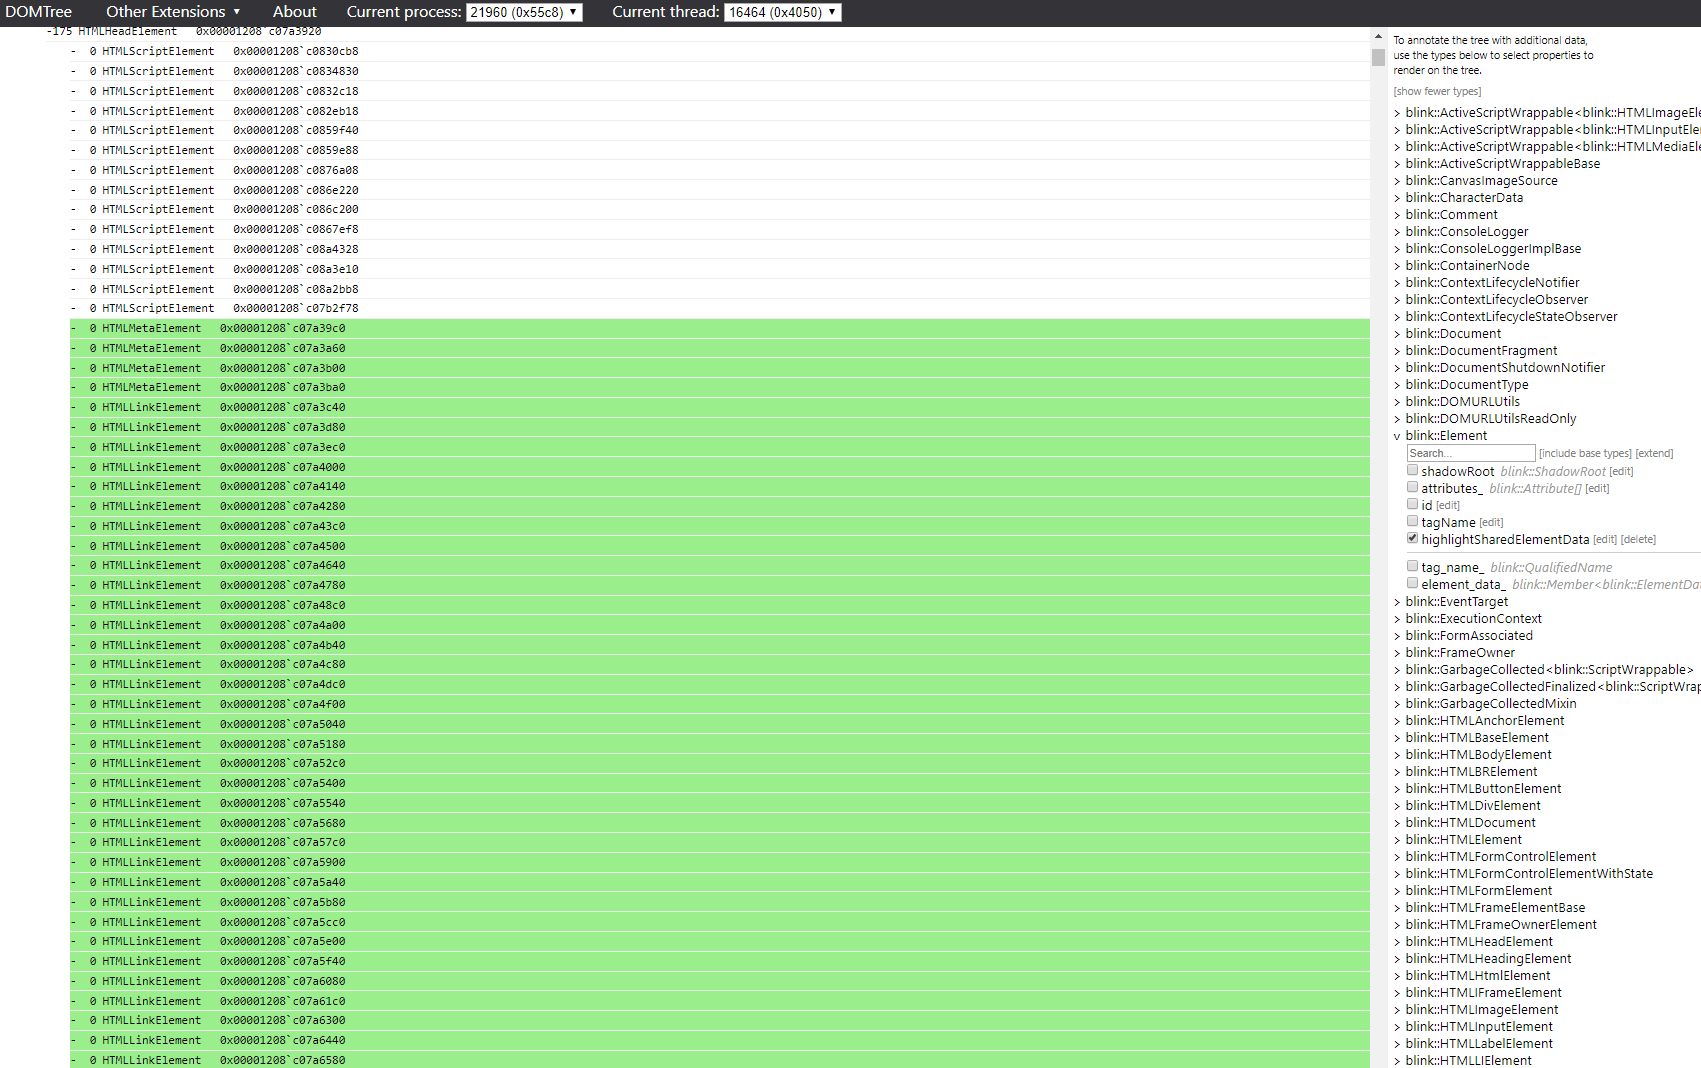 DOMTree Other Extensions ▼ About Current process: 21960 (0x55c8) ▼ Current thread: 16464 (0x4050) ▼
-175 HTMLHeadElement 0x00001208`c07a3920
- 0 HTMLScriptElement 0x00001208`c0830cb8
- 0 HTMLScriptElement 0x00001208`c0834830
- 0 HTMLScriptElement 0x00001208`c0832c18
- 0 HTMLScriptElement 0x00001208`c082eb18
- 0 HTMLScriptElement 0x00001208`c0859f40
- 0 HTMLScriptElement 0x00001208`c0859e88
- 0 HTMLScriptElement 0x00001208`c0876a08
- 0 HTMLScriptElement 0x00001208`c086e220
- 0 HTMLScriptElement 0x00001208`c086c200
- 0 HTMLScriptElement 0x00001208`c0867ef8
- 0 HTMLScriptElement 0x00001208`c08a4328
- 0 HTMLScriptElement 0x00001208`c08a3e10
- 0 HTMLScriptElement 0x00001208`c08a2bb8
- 0 HTMLScriptElement 0x00001208`c07b2f78
- 0 HTMLMetaElement 0x00001208`c07a39c0
- 0 HTMLMetaElement 0x00001208`c07a3a60
- 0 HTMLMetaElement 0x00001208`c07a3b00
- 0 HTMLMetaElement 0x00001208`c07a3ba0
- 0 HTMLLinkElement 0x00001208`c07a3c40
- 0 HTMLLinkElement 0x00001208`c07a3d80
- 0 HTMLLinkElement 0x00001208`c07a3ec0
- 0 HTMLLinkElement 0x00001208`c07a4000
- 0 HTMLLinkElement 0x00001208`c07a4140
- 0 HTMLLinkElement 0x00001208`c07a4280
- 0 HTMLLinkElement 0x00001208`c07a43c0
- 0 HTMLLinkElement 0x00001208`c07a4500
- 0 HTMLLinkElement 0x00001208`c07a4640
- 0 HTMLLinkElement 0x00001208`c07a4780
- 0 HTMLLinkElement 0x00001208`c07a48c0
- 0 HTMLLinkElement 0x00001208`c07a4a00
- 0 HTMLLinkElement 0x00001208`c07a4b40
- 0 HTMLLinkElement 0x00001208`c07a4c80
- 0 HTMLLinkElement 0x00001208`c07a4dc0
- 0 HTMLLinkElement 0x00001208`c07a4f00
- 0 HTMLLinkElement 0x00001208`c07a5040
- 0 HTMLLinkElement 0x00001208`c07a5180
- 0 HTMLLinkElement 0x00001208`c07a52c0
- 0 HTMLLinkElement 0x00001208`c07a5400
- 0 HTMLLinkElement 0x00001208`c07a5540
- 0 HTMLLinkElement 0x00001208`c07a5680
- 0 HTMLLinkElement 0x00001208`c07a57c0
- 0 HTMLLinkElement 0x00001208`c07a5900
- 0 HTMLLinkElement 0x00001208`c07a5a40
- 0 HTMLLinkElement 0x00001208`c07a5b80
- 0 HTMLLinkElement 0x00001208`c07a5cc0
- 0 HTMLLinkElement 0x00001208`c07a5e00
- 0 HTMLLinkElement 0x00001208`c07a5f40
- 0 HTMLLinkElement 0x00001208`c07a6080
- 0 HTMLLinkElement 0x00001208`c07a61c0
- 0 HTMLLinkElement 0x00001208`c07a6300
- 0 HTMLLinkElement 0x00001208`c07a6440
- 0 HTMLLinkElement 0x00001208`c07a6580
To annotate the tree with additional data,
use the types below to select properties to
render on the tree.
[show fewer types]
> blink::ActiveScriptWrappable<blink::HTMLImageEle
> blink::ActiveScriptWrappable<blink::HTMLInputElem
> blink::ActiveScriptWrappable<blink::HTMLMediaEle
> blink::ActiveScriptWrappableBase
> blink::CanvasImageSource
> blink::CharacterData
> blink::Comment
> blink::ConsoleLogger
> blink::ConsoleLoggerImplBase
> blink::ContainerNode
> blink::ContextLifecycleNotifier
> blink::ContextLifecycleObserver
> blink::ContextLifecycleStateObserver
> blink::Document
> blink::DocumentFragment
> blink::DocumentShutdownNotifier
> blink::DocumentType
> blink::DOMURLUtils
> blink::DOMURLUtilsReadOnly
v blink::Element
Search... [include base types] [extend]
shadowRoot blink::ShadowRoot [edit]
attributes_ blink::Attribute[] [edit]
id [edit]
tagName [edit]
highlightSharedElementData [edit] [delete]
tag_name_ blink::QualifiedName
element_data_ blink::Member<blink::ElementDat
> blink::EventTarget
> blink::ExecutionContext
> blink::FormAssociated
> blink::FrameOwner
> blink::GarbageCollected<blink::ScriptWrappable>
> blink::GarbageCollectedFinalized<blink::ScriptWrap
> blink::GarbageCollectedMixin
> blink::HTMLAnchorElement
> blink::HTMLBaseElement
> blink::HTMLBodyElement
> blink::HTMLBRElement
> blink::HTMLButtonElement
> blink::HTMLDivElement
> blink::HTMLDocument
> blink::HTMLElement
> blink::HTMLFormControlElement
> blink::HTMLFormControlElementWithState
> blink::HTMLFormElement
> blink::HTMLFrameElementBase
> blink::HTMLFrameOwnerElement
> blink::HTMLHeadElement
> blink::HTMLHeadingElement
> blink::HTMLHtmlElement
> blink::HTMLIFrameElement
> blink::HTMLImageElement
> blink::HTMLInputElement
> blink::HTMLLabelElement
> blink::HTMLLIElement